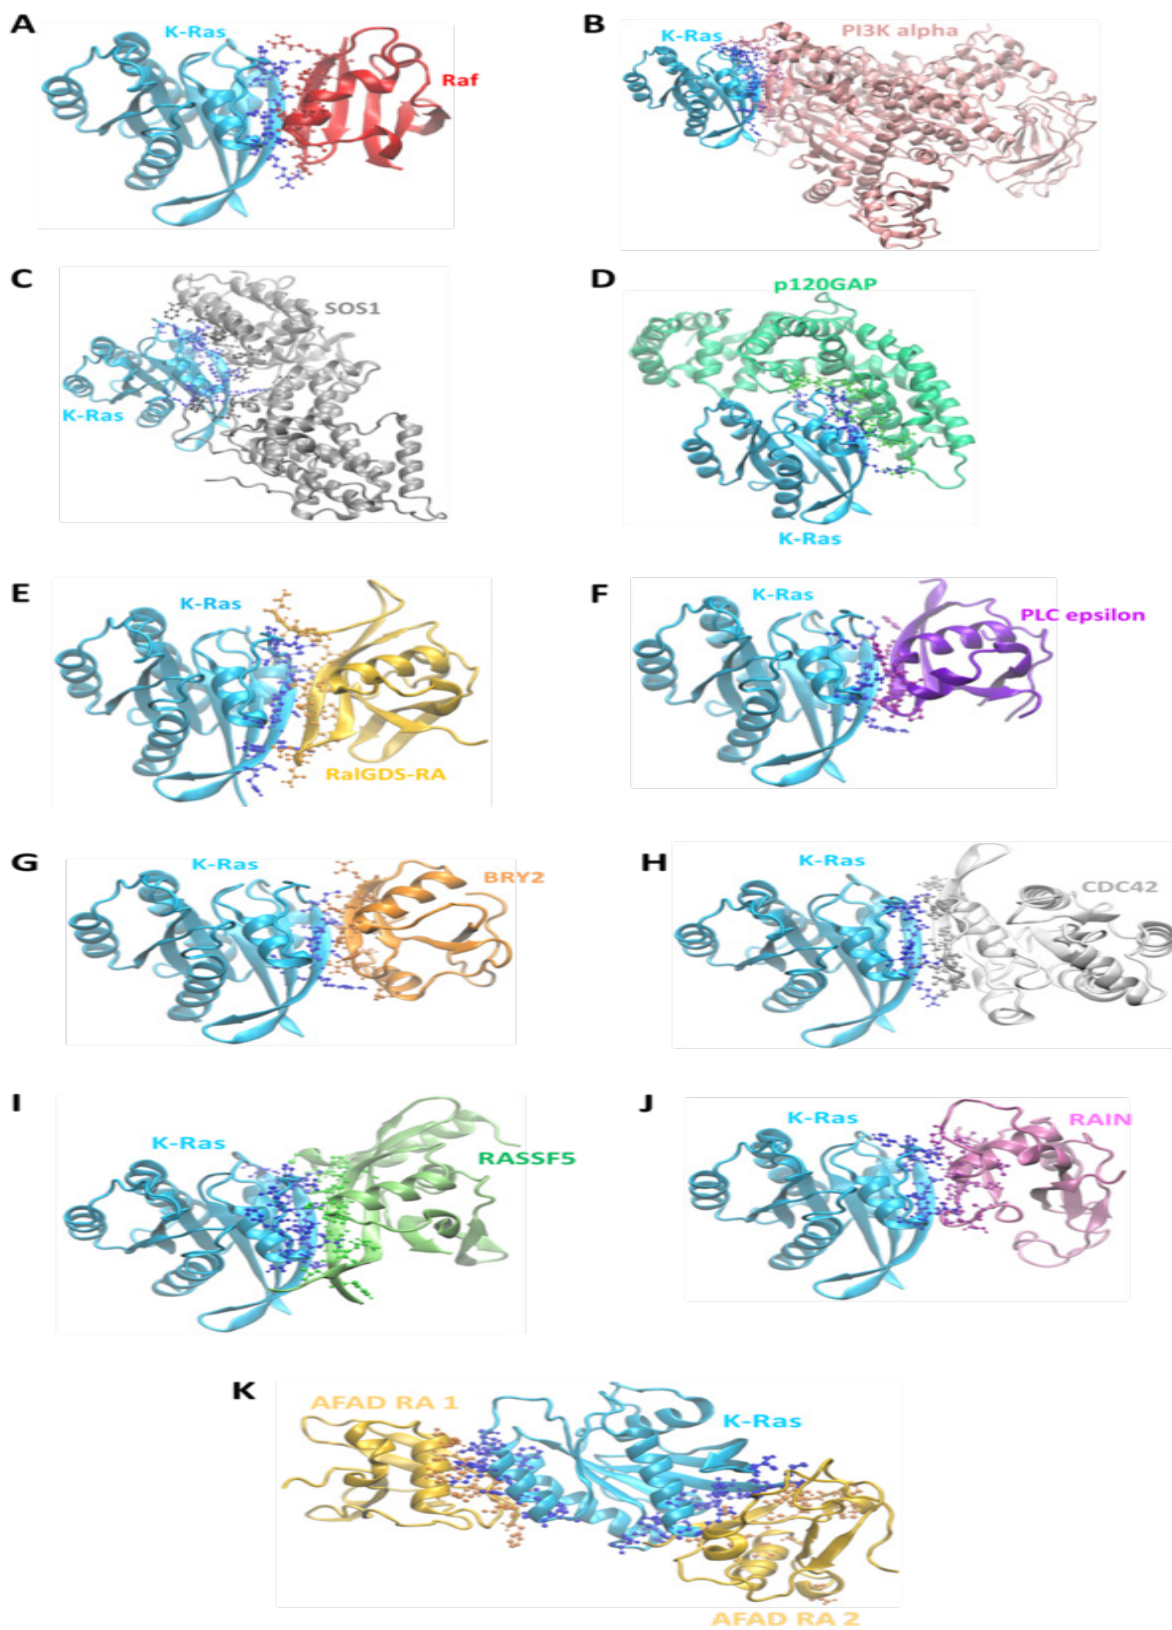 A
K-Ras
Raf
B
K-Ras
PI3K alpha
C
SOS1
K-Ras
D
p120GAP
K-Ras
E
K-Ras
RalGDS-RA
F
K-Ras
PLC epsilon
G
K-Ras
BRY2
H
K-Ras
CDC42
I
K-Ras
RASSF5
J
K-Ras
RAIN
K
AFAD RA 1
K-Ras
AFAD RA 2